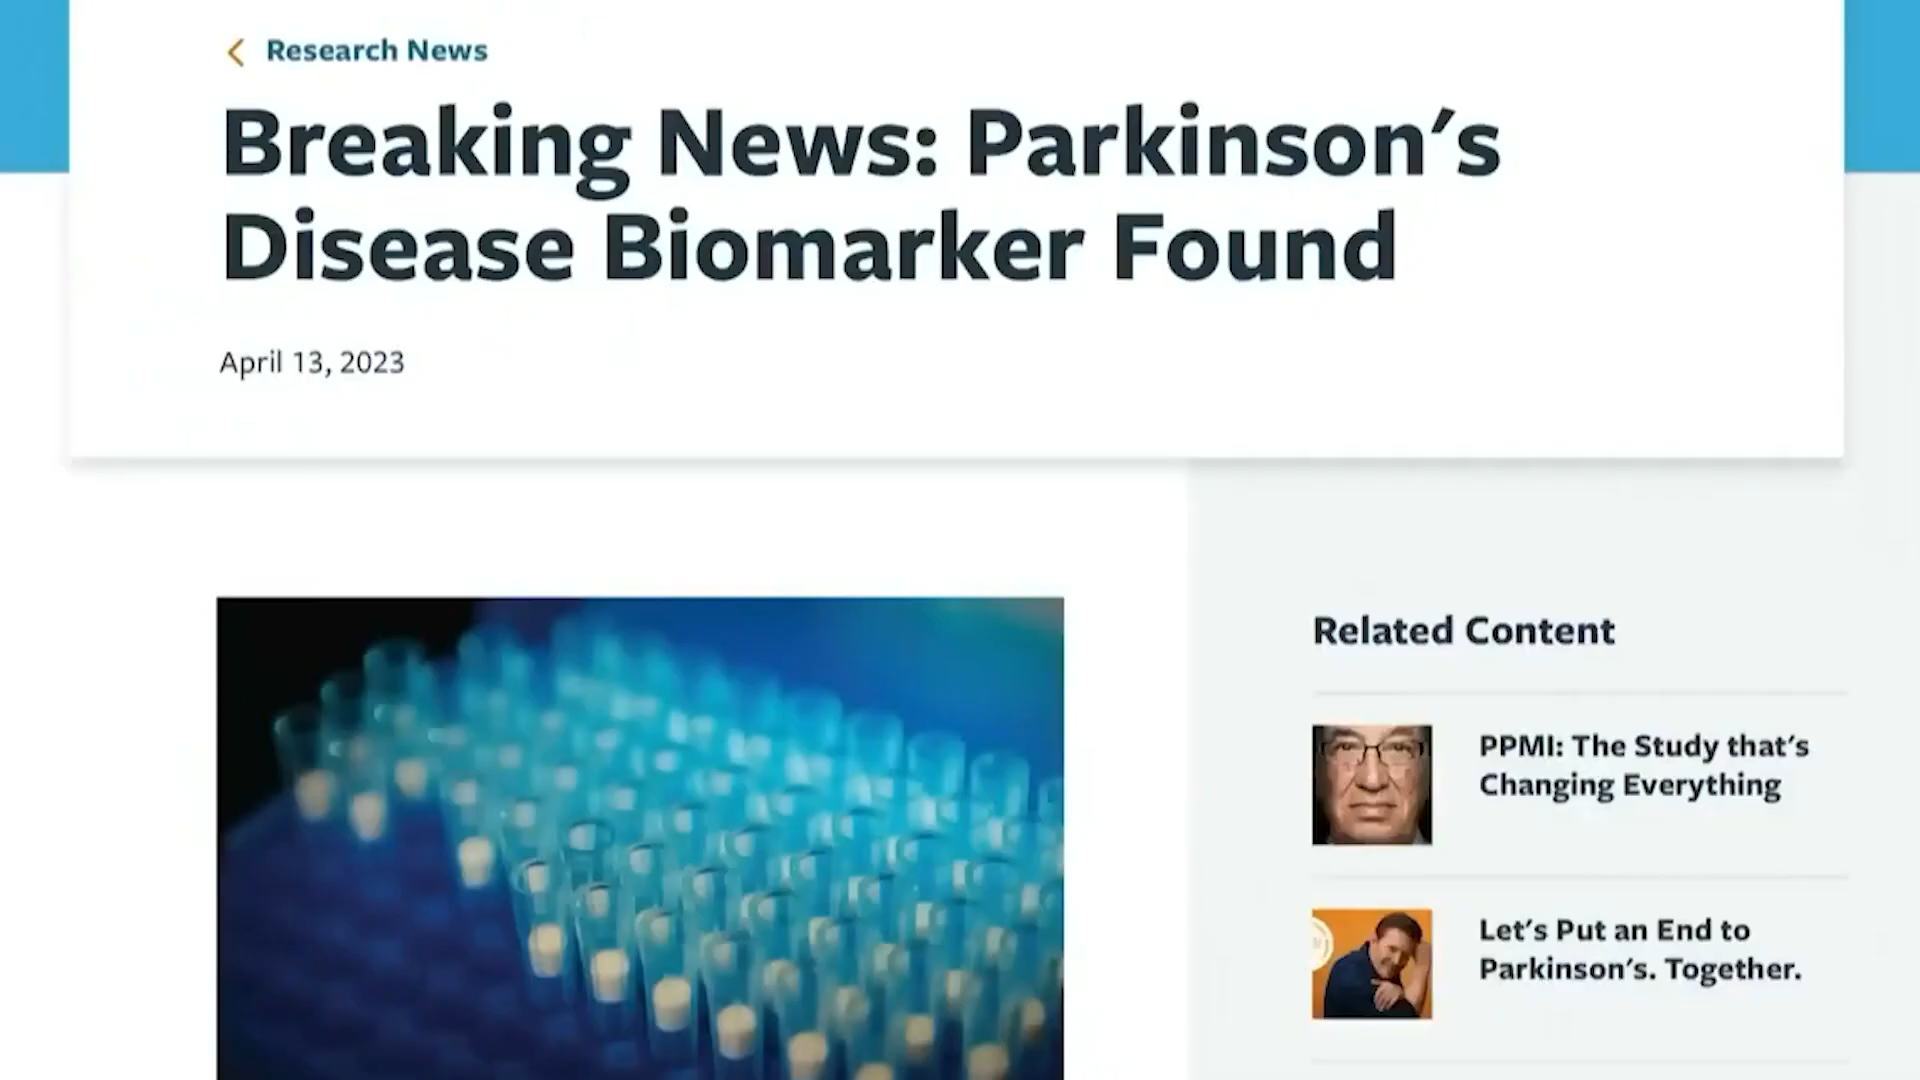 Research News
Breaking News: Parkinson's
Disease Biomarker Found
April 13, 2023
Related Content
PPMI: The Study that's
Changing Everything
Let's Put an End to
Parkinson's. Together.